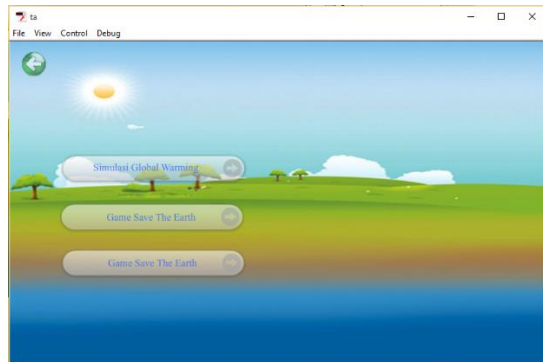 ta
File View Control Debug
Simulasi Global Warming
Game Save The Earth
Game Save The Earth